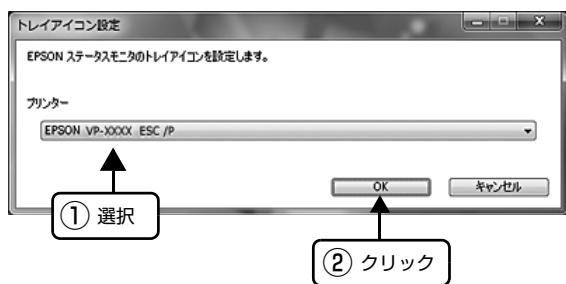 トレイアイコン設定
EPSON ステータスモニタのトレイアイコンを設定します。
プリンター
EPSON VP-XXXX ESC/P
OK キャンセル
① 選択
② クリック